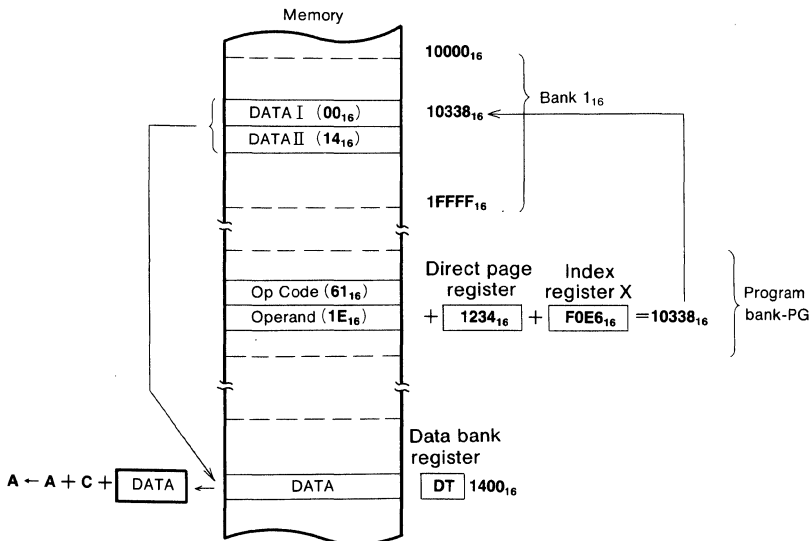 Memory
10000₁₆
Bank 1₁₆
DATA I (00₁₆)
10338₁₆
DATA II (14₁₆)
1FFFF₁₆
Direct page register
Index register X
Op Code (61₁₆)
Operand (1E₁₆)
+ 1234₁₆ + F0E6₁₆ = 10338₁₆
Program bank-PG
Data bank register
A ← A + C + DATA
DATA
DT 1400₁₆